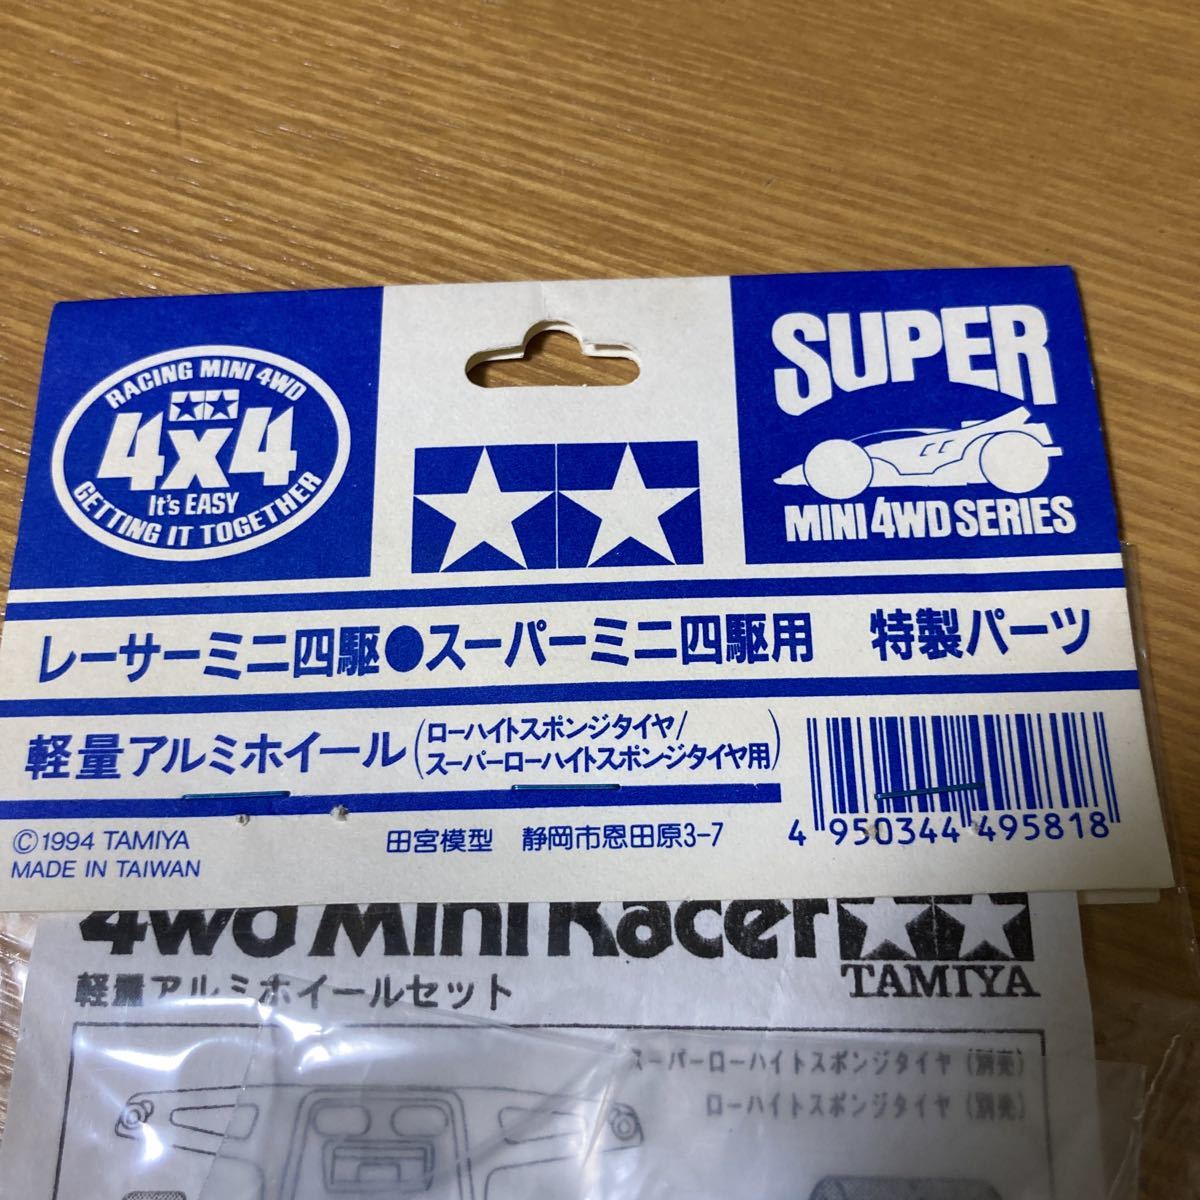 RACING MINI 4WD
4x4
It's EASY
GETTING IT TOGETHER
SUPER
MINI 4WD SERIES
レーサーミニ四駆●スーパーミニ四駆用 特製パーツ
軽量アルミホイール(ローハイトスポンジタイヤ/
スーパーローハイトスポンジタイヤ用)
©1994 TAMIYA
MADE IN TAIWAN
田宮模型 静岡市恩田原3-7
4 950344 495818
4wd Mini Racer
TAMIYA
軽量アルミホイールセット
スーパーローハイトスポンジタイヤ(別売)
ローハイトスポンジタイヤ(別売)